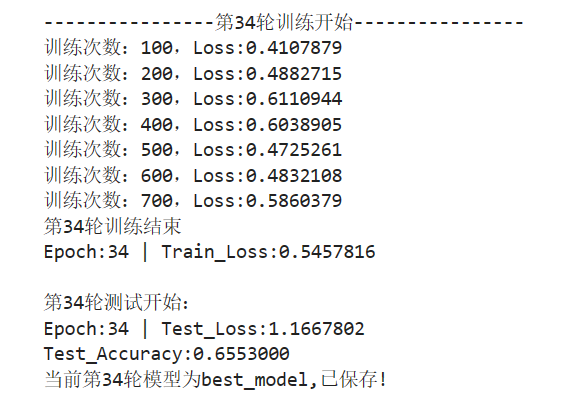 ----------------第34轮训练开始----------------
训练次数：100，Loss:0.4107879
训练次数：200，Loss:0.4882715
训练次数：300，Loss:0.6110944
训练次数：400，Loss:0.6038905
训练次数：500，Loss:0.4725261
训练次数：600，Loss:0.4832108
训练次数：700，Loss:0.5860379
第34轮训练结束
Epoch:34 | Train_Loss:0.5457816
第34轮测试开始：
Epoch:34 | Test_Loss:1.1667802
Test_Accuracy:0.6553000
当前第34轮模型为best_model,已保存!